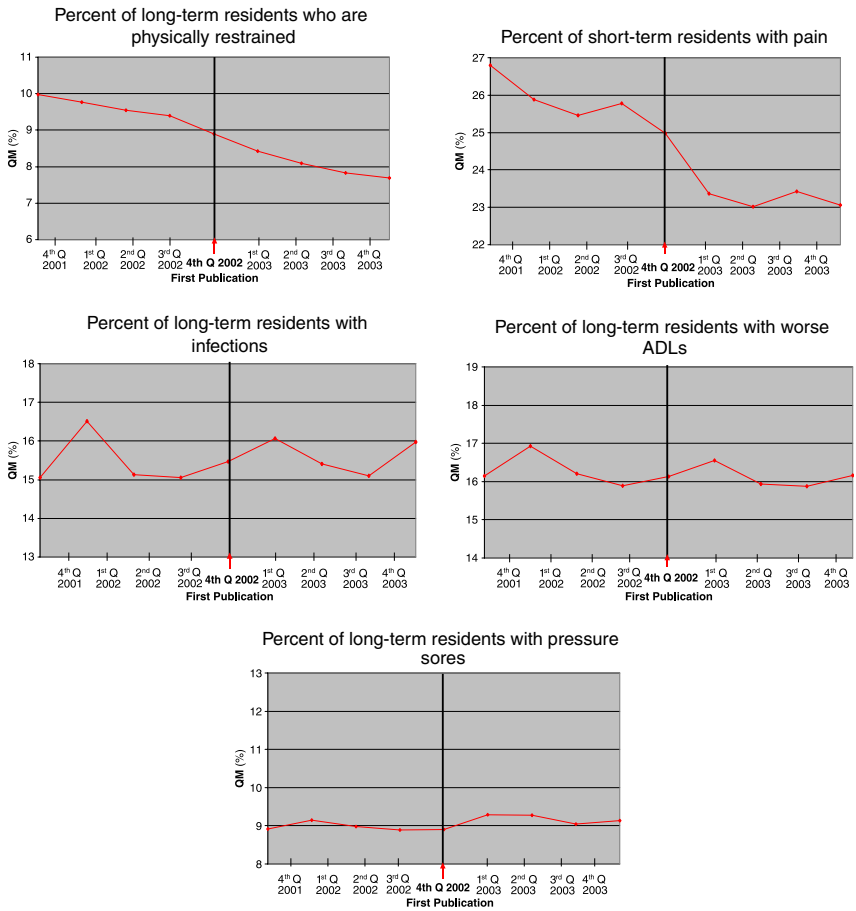 Percent of long-term residents who are
physically restrained
11
10
9
8
7
6
QM (%)
4th Q 1st Q 2nd Q 3rd Q 4th Q 2002 1st Q 2nd Q 3rd Q 4th Q
2001 2002 2002 2002 2003 2003 2003 2003
First Publication
Percent of short-term residents with pain
27
26
25
24
23
22
QM (%)
4th Q 1st Q 2nd Q 3rd Q 4th Q 2002 1st Q 2nd Q 3rd Q 4th Q
2001 2002 2002 2002 2003 2003 2003 2003
First Publication
Percent of long-term residents with
infections
18
17
16
15
14
13
QM (%)
4th Q 1st Q 2nd Q 3rd Q 4th Q 2002 1st Q 2nd Q 3rd Q 4th Q
2001 2002 2002 2002 2003 2003 2003 2003
First Publication
Percent of long-term residents with worse
ADLs
19
18
17
16
15
14
QM (%)
4th Q 1st Q 2nd Q 3rd Q 4th Q 2002 1st Q 2nd Q 3rd Q 4th Q
2001 2002 2002 2002 2003 2003 2003 2003
First Publication
Percent of long-term residents with pressure
sores
13
12
11
10
9
8
QM (%)
4th Q 1st Q 2nd Q 3rd Q 4th Q 2002 1st Q 2nd Q 3rd Q 4th Q
2001 2002 2002 2002 2003 2003 2003 2003
First Publication